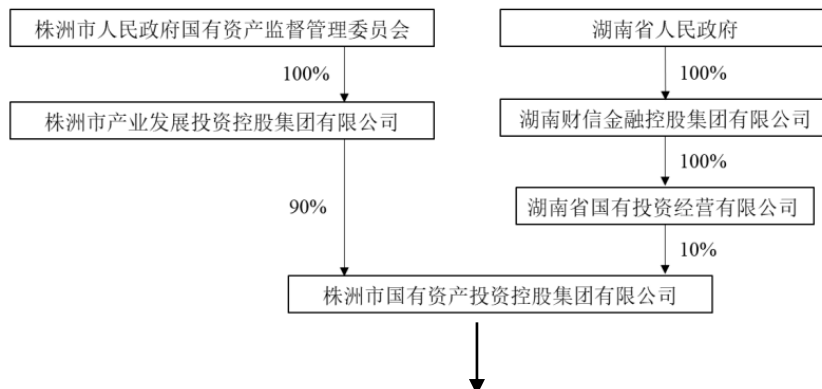 株洲市人民政府国有资产监督管理委员会
湖南省人民政府
100%
100%
株洲市产业发展投资控股集团有限公司
湖南财信金融控股集团有限公司
100%
90%
湖南省国有投资经营有限公司
10%
株洲市国有资产投资控股集团有限公司